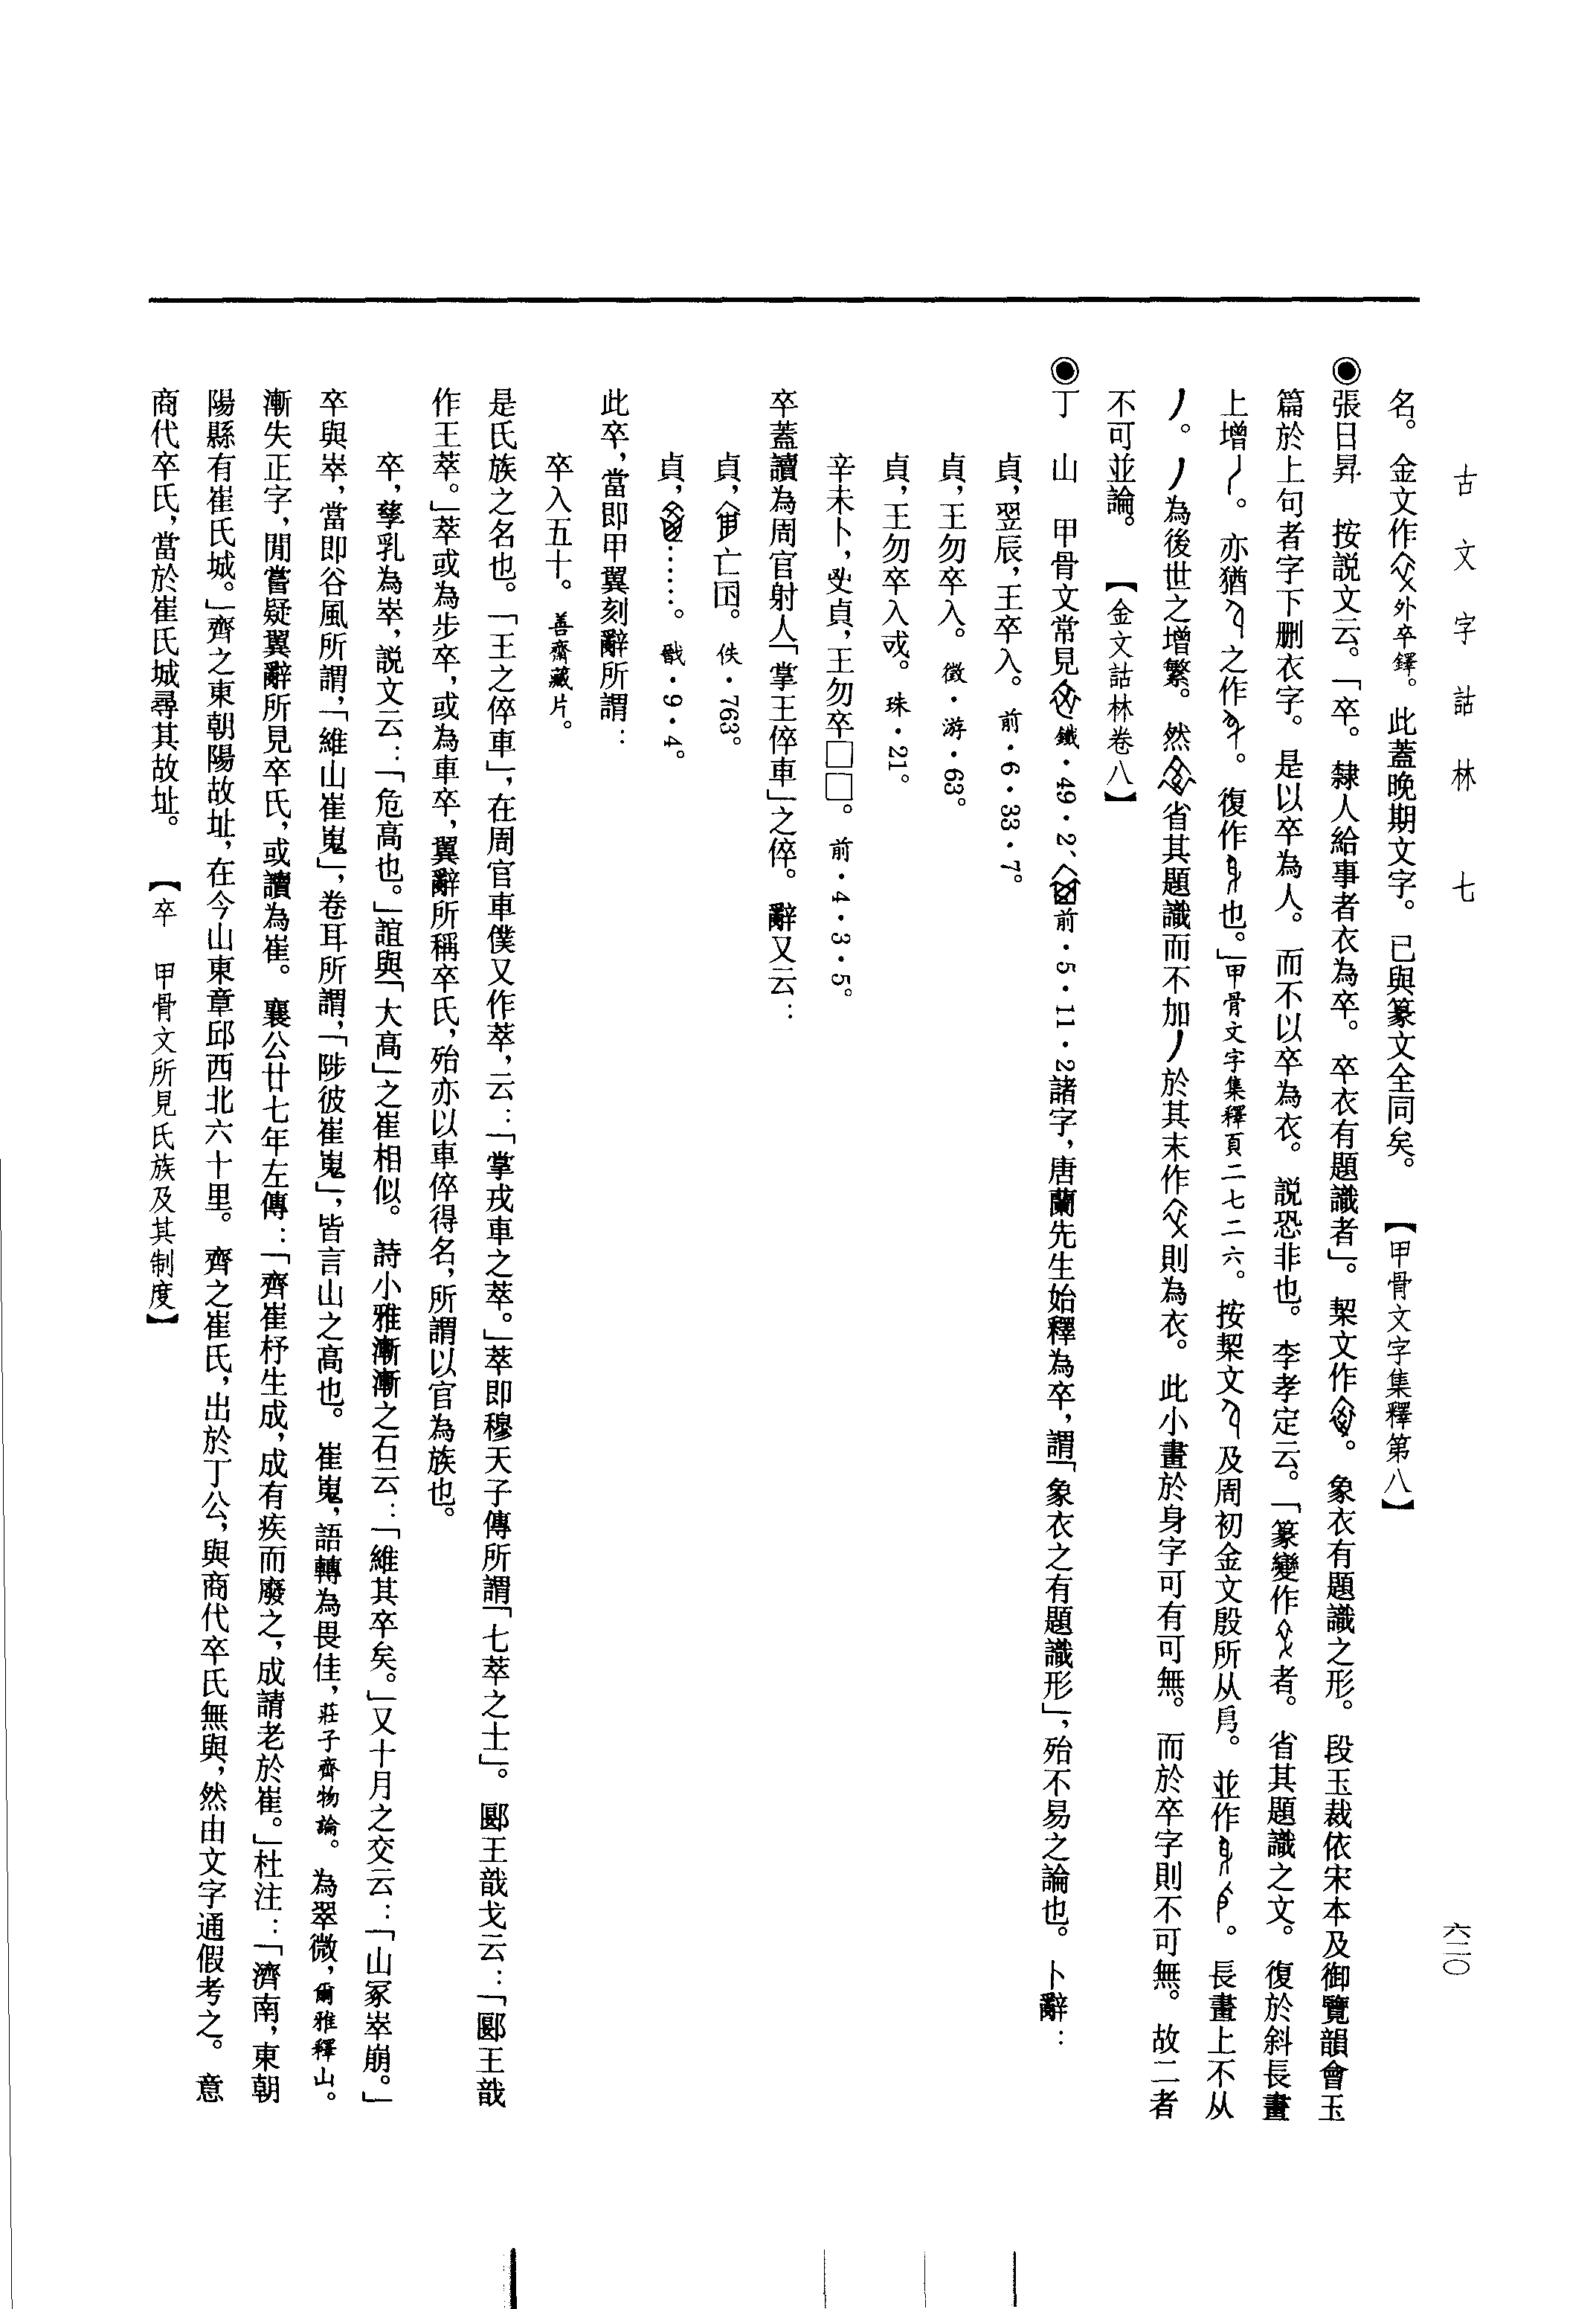 古文字詁林　七
六二〇
名。金文作外卒鐸。此蓋晚期文字。已與篆文全同矣。【甲骨文字集釋第八】
◉張日昇　按説文云。「卒。隸人給事者衣為卒。卒衣有題識者」。栔文作。象衣有題識之形。段玉裁依宋本及御覽韻會玉
篇於上句者字下删衣字。是以卒為人。而不以卒為衣。説恐非也。李孝定云。「篆變作者。省其題識之文。復於斜長畫
上增。亦猶之作。復作也。」甲骨文字集釋頁二七二六。按栔文及周初金文殷所从㐆。並作。長畫上不从
丿。丿為後世之增繁。然省其題識而不加丿於其末作則為衣。此小畫於身字可有可無。而於卒字則不可無。故二者
不可並論。【金文詁林卷八】
◉丁　山　甲骨文常見鐵・49・2、前・5・11・2諸字，唐蘭先生始釋為卒，謂「象衣之有題識形」，殆不易之論也。卜辭：
貞，翌辰，王卒入。前・6・33・7。
貞，王勿卒入。徵・游・63。
貞，王勿卒入戓。珠・21。
辛未卜，貞，王勿卒□□。前・4・3・5。
卒蓋讀為周官射人「掌王倅車」之倅。辭又云：
貞，亡囚。佚・763。
貞，……。戩・9・4。
此卒，當即甲翼刻辭所謂：
卒入五十。善齋藏片。
是氏族之名也。「王之倅車」，在周官車僕又作萃，云：「掌戎車之萃。」萃即穆天子傳所謂「七萃之士」。郾王戠戈云：「郾王戠
作王萃。」萃或為步卒，或為車卒，翼辭所稱卒氏，殆亦以車倅得名，所謂以官為族也。
卒，孳乳為崒，説文云：「危高也。」誼與「大高」之崔相似。詩小雅漸漸之石云：「維其卒矣。」又十月之交云：「山冢崒崩。」
卒與崒，當即谷風所謂，「維山崔嵬」，卷耳所謂，「陟彼崔嵬」，皆言山之高也。崔嵬，語轉為畏佳，莊子齊物論。為翠微，爾雅釋山。
漸失正字，閒嘗疑翼辭所見卒氏，或讀為崔。襄公廿七年左傳：「齊崔杼生成，成有疾而廢之，成請老於崔。」杜注：「濟南，東朝
陽縣有崔氏城。」齊之東朝陽故址，在今山東章邱西北六十里。齊之崔氏，出於丁公，與商代卒氏無與，然由文字通假考之。意
商代卒氏，當於崔氏城尋其故址。【卒　甲骨文所見氏族及其制度】